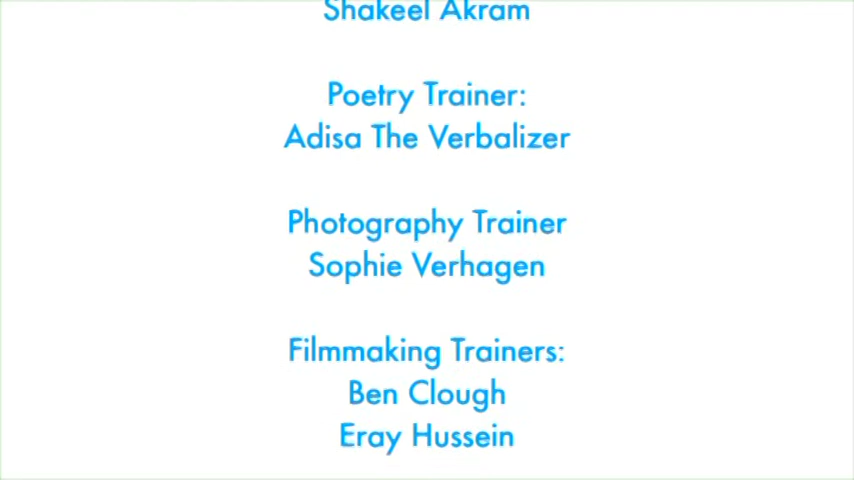 Shakeel Akram
Poetry Trainer:
Adisa The Verbalizer
Photography Trainer
Sophie Verhagen
Filmmaking Trainers:
Ben Clough
Eray Hussein